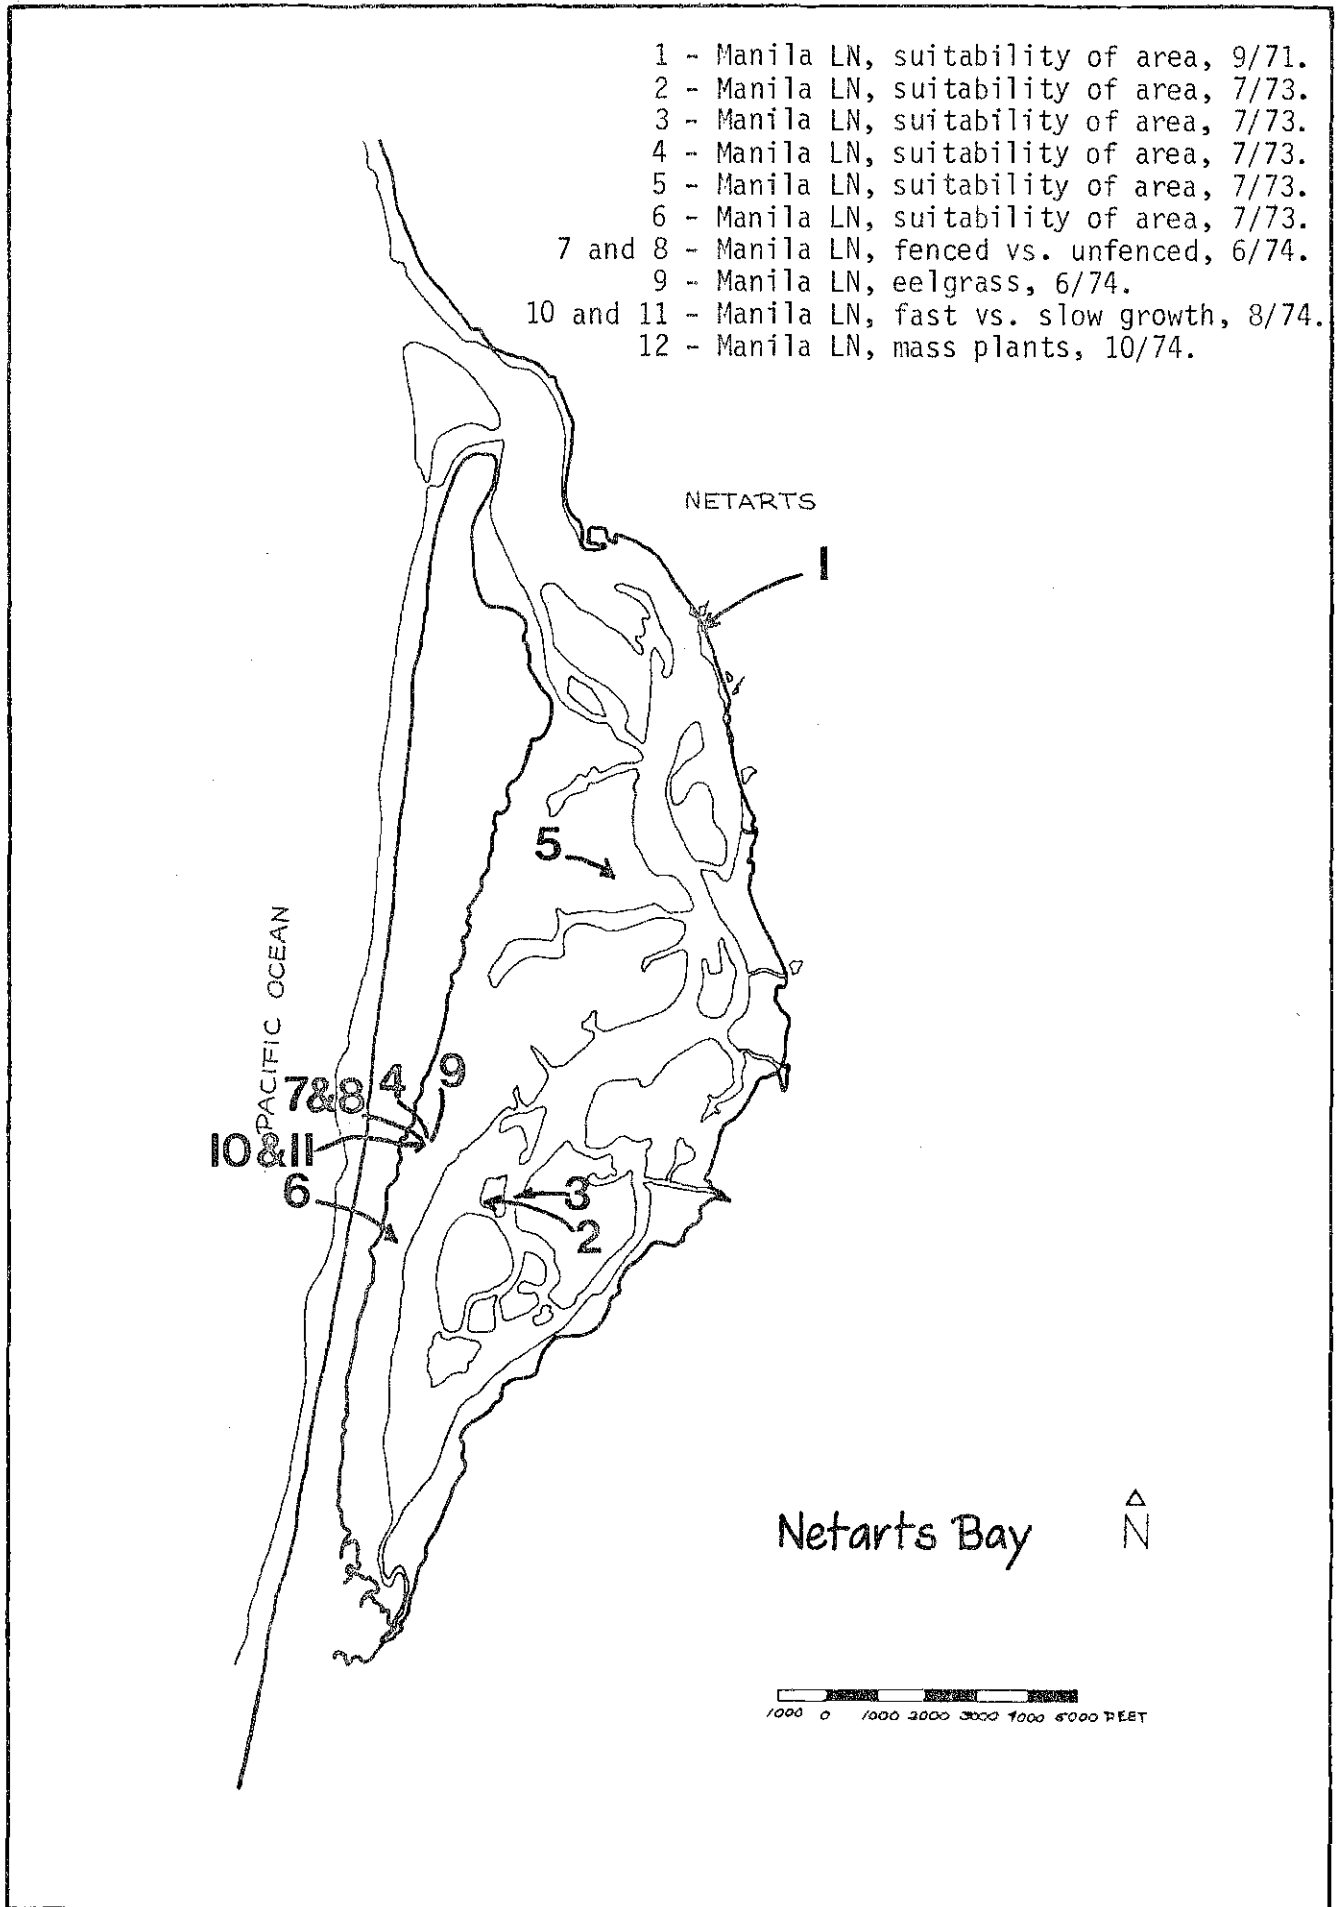 1 - Manila LN, suitability of area, 9/71.
2 - Manila LN, suitability of area, 7/73.
3 - Manila LN, suitability of area, 7/73.
4 - Manila LN, suitability of area, 7/73.
5 - Manila LN, suitability of area, 7/73.
6 - Manila LN, suitability of area, 7/73.
7 and 8 - Manila LN, fenced vs. unfenced, 6/74.
9 - Manila LN, eelgrass, 6/74.
10 and 11 - Manila LN, fast vs. slow growth, 8/74.
12 - Manila LN, mass plants, 10/74.
NETARTS
1
5
PACIFIC OCEAN
7&8 4 9
10&11
6
3
2
Netarts Bay
N
1000 0 1000 2000 3000 4000 5000 FEET